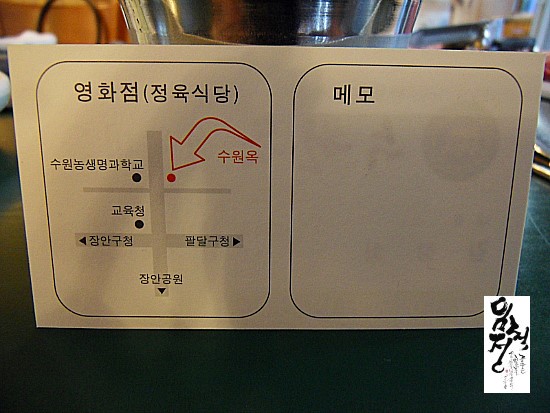 영화점(정육식당)
메모
수원농생명과학교
수원옥
교육청
◀장안구청
팔달구청▶
장안공원
▼